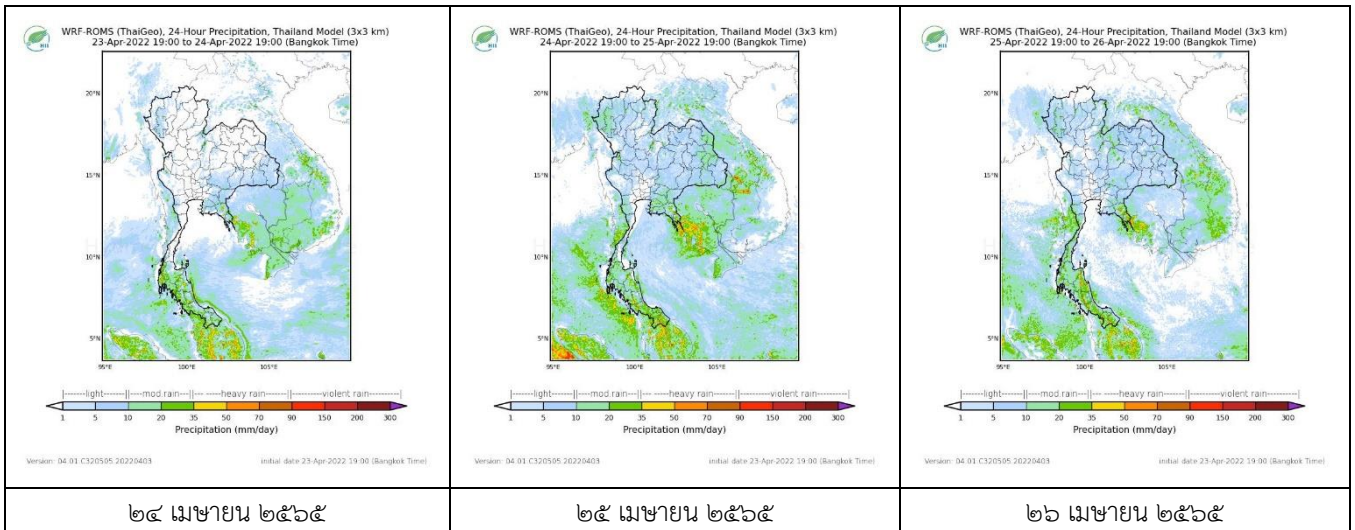 WRF-ROMS (ThaiGeo), 24-Hour Precipitation, Thailand Model (3x3 km)
23-Apr-2022 19:00 to 24-Apr-2022 19:00 (Bangkok Time)
20°N
15°N
10°N
5°N
95°E 100°E 105°E
|------light------||---mod.rain---||--- ----heavy rain----||------violent rain------|
1 5 10 20 35 50 70 90 150 200 300
Precipitation (mm/day)
Version: 04.01.C320505.20220403 initial date 23-Apr-2022 19:00 (Bangkok Time)
๒๔ เมษายน ๒๕๖๕
WRF-ROMS (ThaiGeo), 24-Hour Precipitation, Thailand Model (3x3 km)
24-Apr-2022 19:00 to 25-Apr-2022 19:00 (Bangkok Time)
20°N
15°N
10°N
5°N
95°E 100°E 105°E
|------light------||---mod.rain---||--- ----heavy rain----||------violent rain------|
1 5 10 20 35 50 70 90 150 200 300
Precipitation (mm/day)
Version: 04.01.C320505.20220403 initial date 23-Apr-2022 19:00 (Bangkok Time)
๒๕ เมษายน ๒๕๖๕
WRF-ROMS (ThaiGeo), 24-Hour Precipitation, Thailand Model (3x3 km)
25-Apr-2022 19:00 to 26-Apr-2022 19:00 (Bangkok Time)
20°N
15°N
10°N
5°N
95°E 100°E 105°E
|------light------||---mod.rain---||--- ----heavy rain----||------violent rain------|
1 5 10 20 35 50 70 90 150 200 300
Precipitation (mm/day)
Version: 04.01.C320505.20220403 initial date 23-Apr-2022 19:00 (Bangkok Time)
๒๖ เมษายน ๒๕๖๕